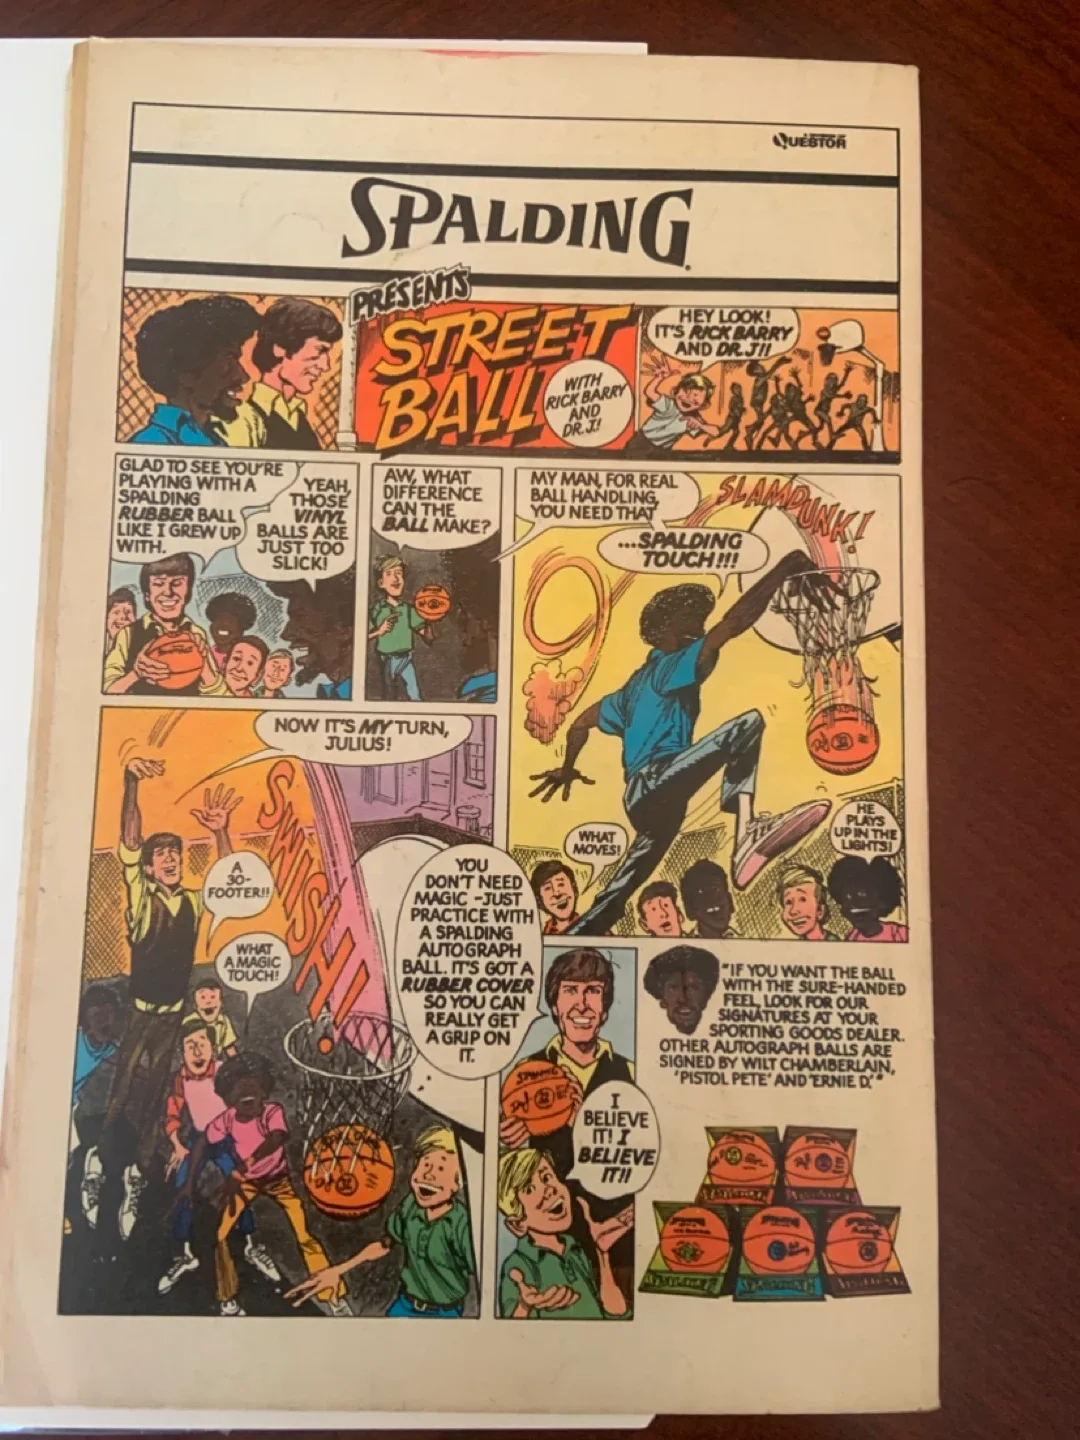 QUESTOR
SPALDING
PRESENTS
STREET
BALL
WITH
RICK BARRY
AND
DR. J!
HEY LOOK!
IT'S RICK BARRY
AND DR. J!!
GLAD TO SEE YOU'RE
PLAYING WITH A
SPALDING
RUBBER BALL
LIKE I GREW UP
WITH.
YEAH,
THOSE
VINYL
BALLS ARE
JUST TOO
SLICK!
AW, WHAT
DIFFERENCE
CAN THE
BALL MAKE?
MY MAN, FOR REAL
BALL HANDLING,
YOU NEED THAT
...SPALDING
TOUCH!!!
SLAMDUNK!
WHAT
MOVES!
HE
PLAYS
UP IN THE
LIGHTS!
NOW IT'S MY TURN,
JULIUS!
SWISH!
A
30-
FOOTER!!
WHAT
A MAGIC
TOUCH!
YOU
DON'T NEED
MAGIC - JUST
PRACTICE WITH
A SPALDING
AUTOGRAPH
BALL. IT'S GOT A
RUBBER COVER
SO YOU CAN
REALLY GET
A GRIP ON
IT.
SPALDING
I
BELIEVE
IT! I
BELIEVE
IT!!
"IF YOU WANT THE BALL
WITH THE SURE-HANDED
FEEL, LOOK FOR OUR
SIGNATURES AT YOUR
SPORTING GOODS DEALER.
OTHER AUTOGRAPH BALLS ARE
SIGNED BY WILT CHAMBERLAIN,
'PISTOL PETE' AND 'ERNIE D.'"
SPALDING
SPALDING
SPALDING
SPALDING
SPALDING